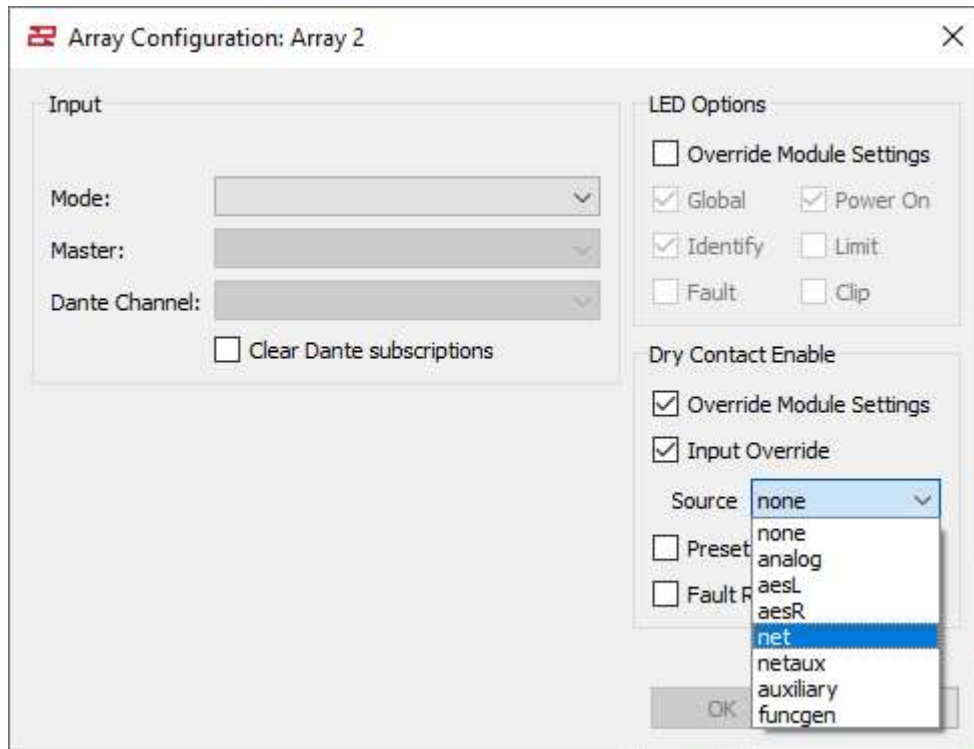 Array Configuration: Array 2
Input
Mode:
Master:
Dante Channel:
Clear Dante subscriptions
LED Options
Override Module Settings
Global Power On
Identify Limit
Fault Clip
Dry Contact Enable
Override Module Settings
Input Override
Source none
none
analog
aesL
aesR
net
netaux
auxiliary
funcgen
Preset
Fault R
OK